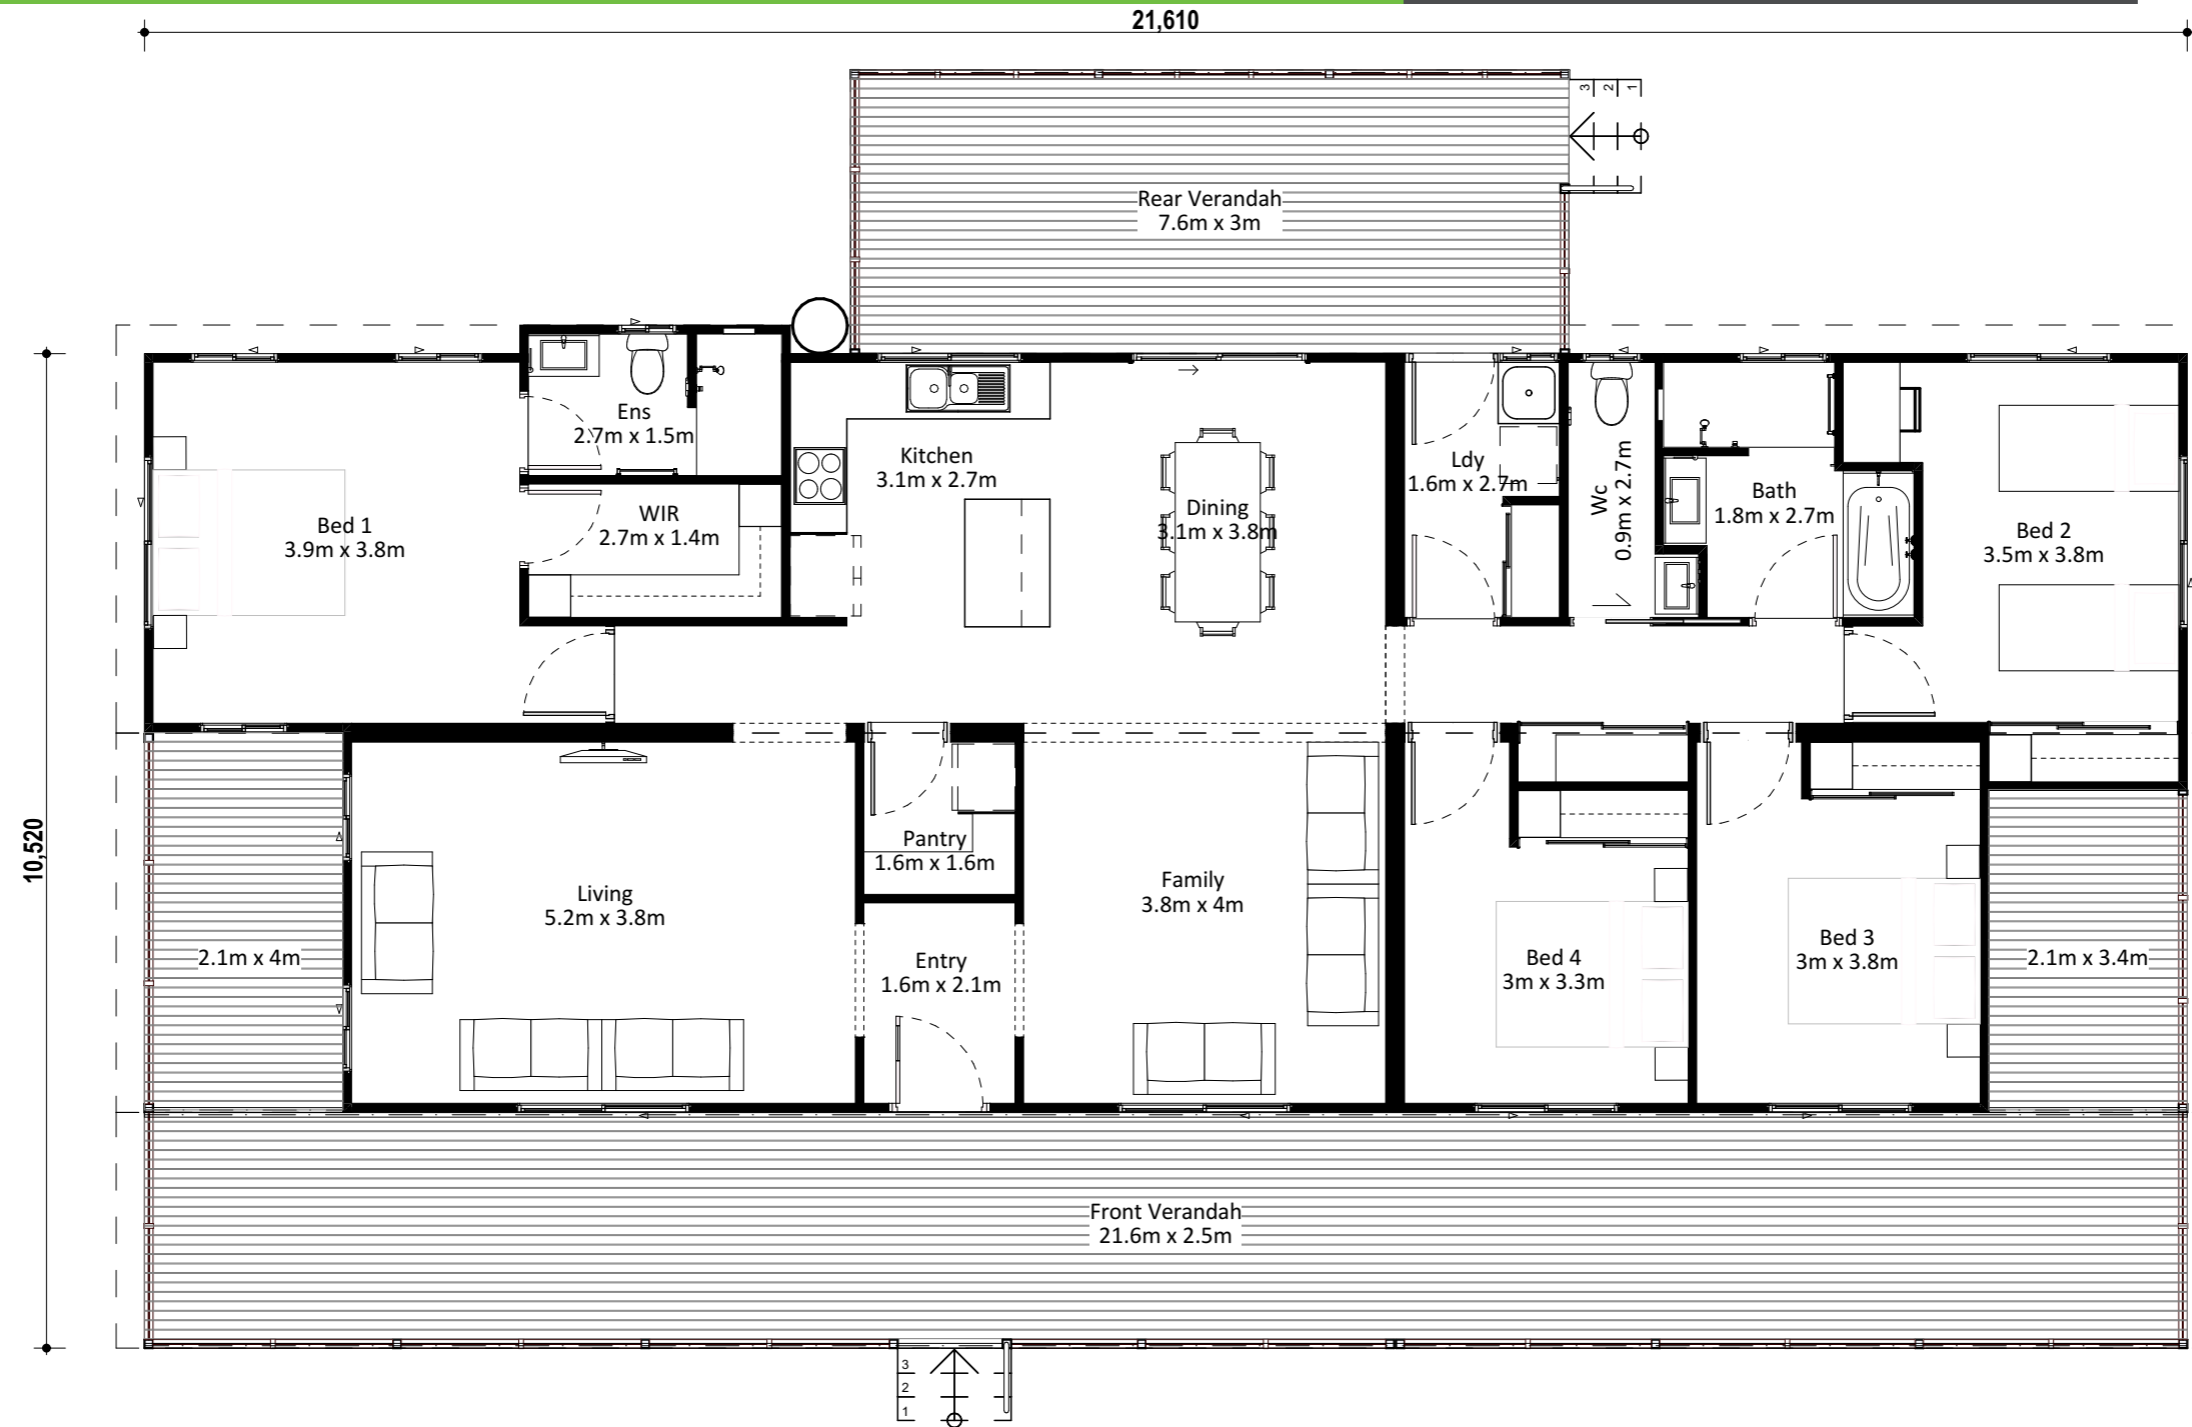 21,610
3
2
1
Rear Verandah
7.6m x 3m
Ens
2.7m x 1.5m
Kitchen
3.1m x 2.7m
Ldy
1.6m x 2.7m
Wc
0.9m x 2.7m
Bath
1.8m x 2.7m
WIR
2.7m x 1.4m
Dining
3.1m x 3.8m
Bed 1
3.9m x 3.8m
Bed 2
3.5m x 3.8m
10,520
Pantry
1.6m x 1.6m
Living
5.2m x 3.8m
Family
3.8m x 4m
2.1m x 4m
Entry
1.6m x 2.1m
Bed 4
3m x 3.3m
Bed 3
3m x 3.8m
2.1m x 3.4m
Front Verandah
21.6m x 2.5m
3
2
1